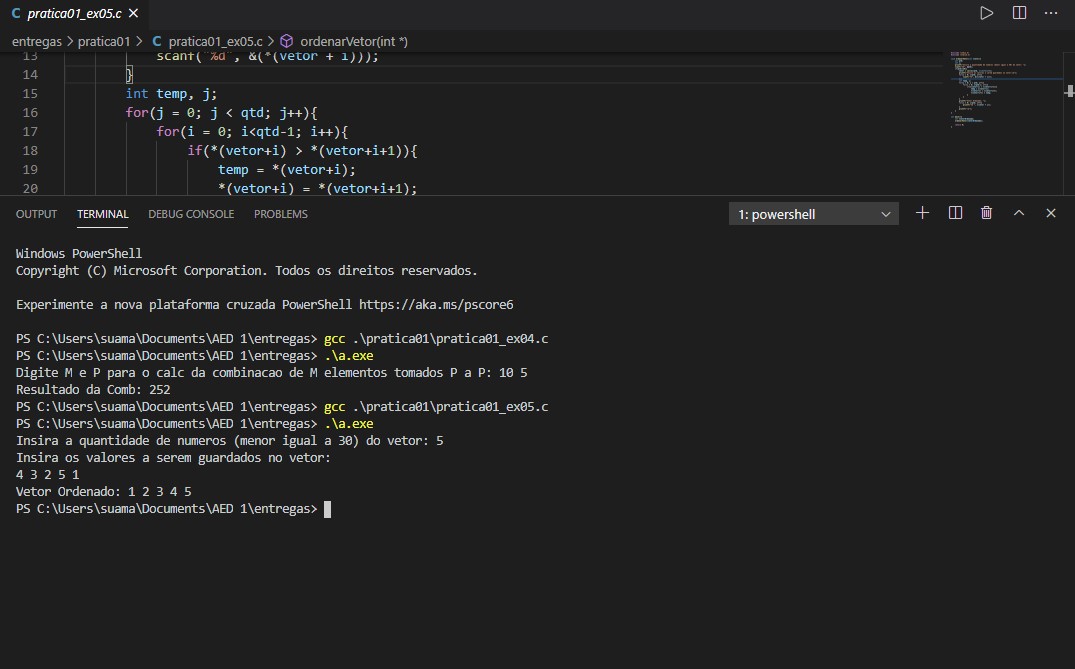 C pratica01_ex05.c
entregas > pratica01 > C pratica01_ex05.c > ordenarVetor(int *)
13 scanf("%d", &(*(vetor + i)));
14 }
15 int temp, j;
16 for(j = 0; j < qtd; j++){
17 for(i = 0; i<qtd-1; i++){
18 if(*(vetor+i) > *(vetor+i+1)){
19 temp = *(vetor+i);
20 *(vetor+i) = *(vetor+i+1);
OUTPUT TERMINAL DEBUG CONSOLE PROBLEMS 1: powershell
Windows PowerShell
Copyright (C) Microsoft Corporation. Todos os direitos reservados.
Experimente a nova plataforma cruzada PowerShell https://aka.ms/pscore6
PS C:\Users\suama\Documents\AED 1\entregas> gcc .\pratica01\pratica01_ex04.c
PS C:\Users\suama\Documents\AED 1\entregas> .\a.exe
Digite M e P para o calc da combinacao de M elementos tomados P a P: 10 5
Resultado da Comb: 252
PS C:\Users\suama\Documents\AED 1\entregas> gcc .\pratica01\pratica01_ex05.c
PS C:\Users\suama\Documents\AED 1\entregas> .\a.exe
Insira a quantidade de numeros (menor igual a 30) do vetor: 5
Insira os valores a serem guardados no vetor:
4 3 2 5 1
Vetor Ordenado: 1 2 3 4 5
PS C:\Users\suama\Documents\AED 1\entregas>